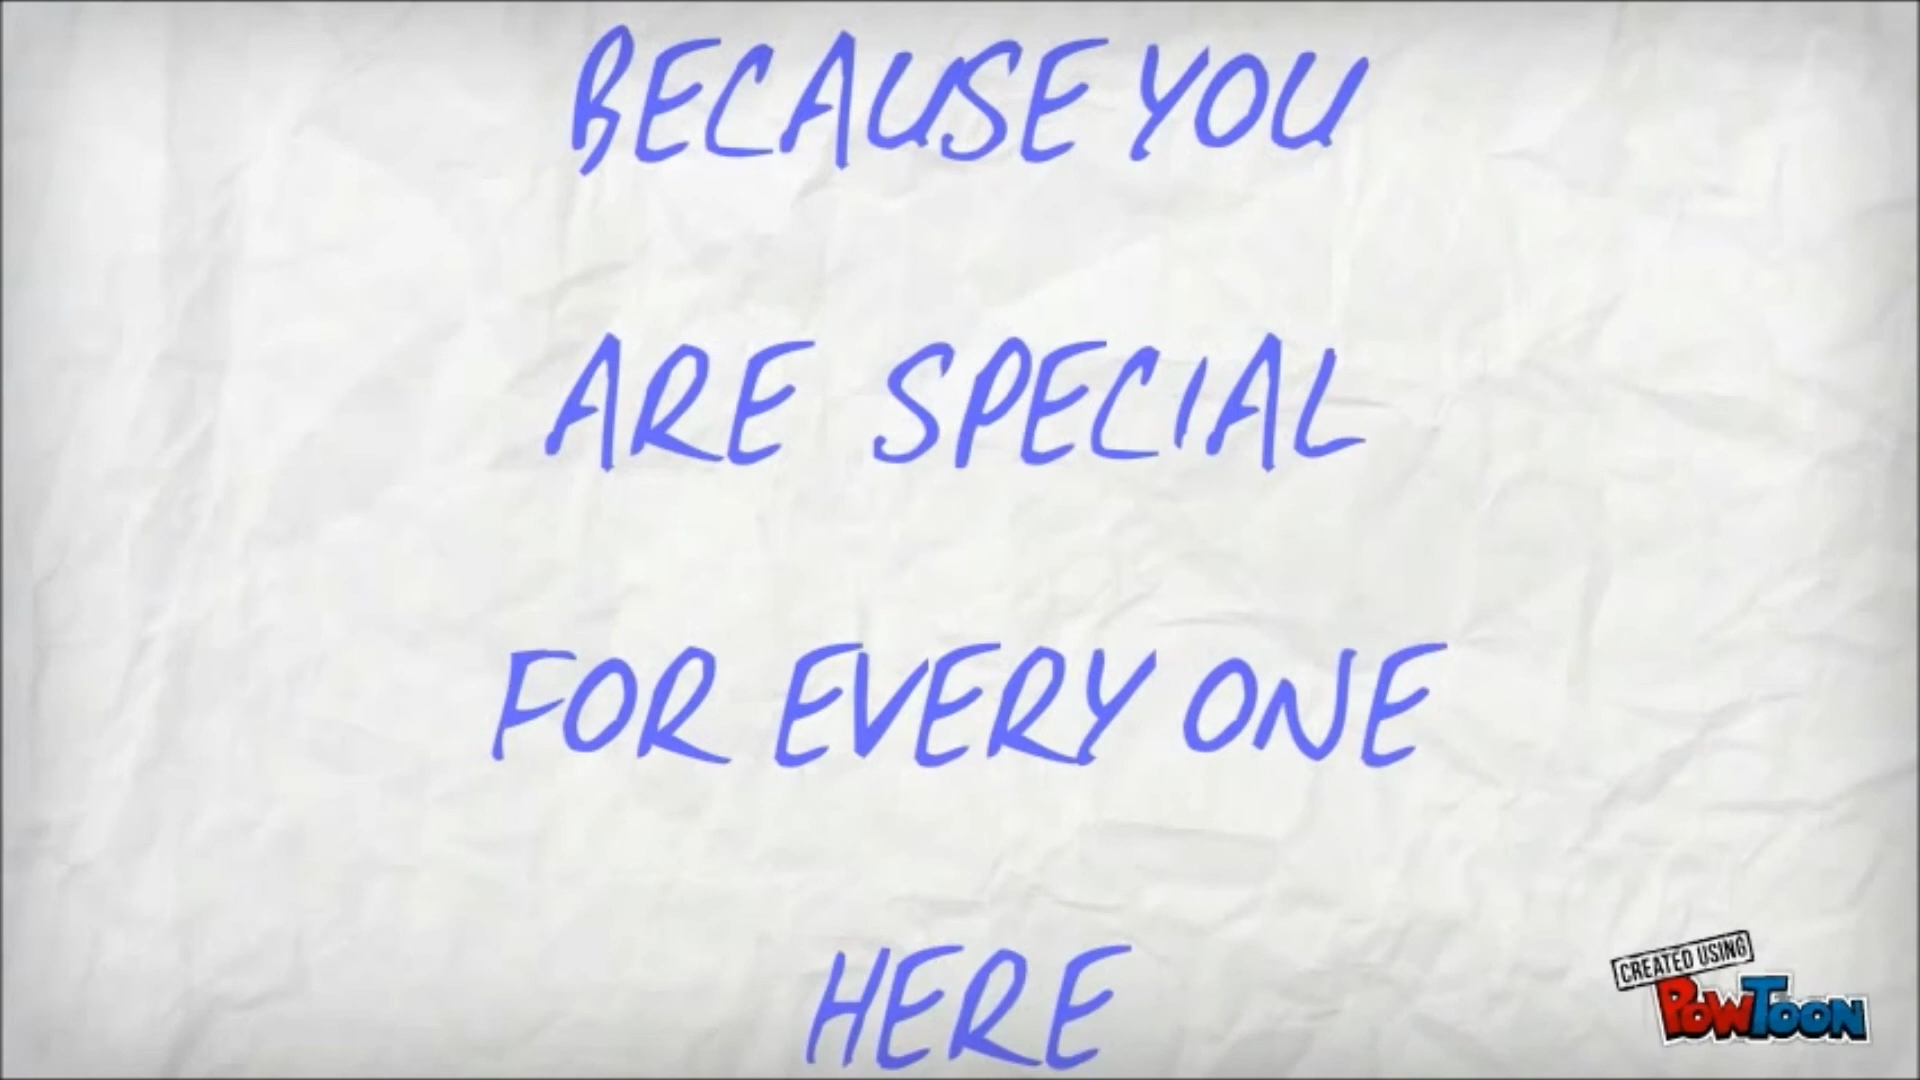 BECAUSE YOU
ARE SPECIAL
FOR EVERY ONE
HERE
CREATED USING
POWTOON